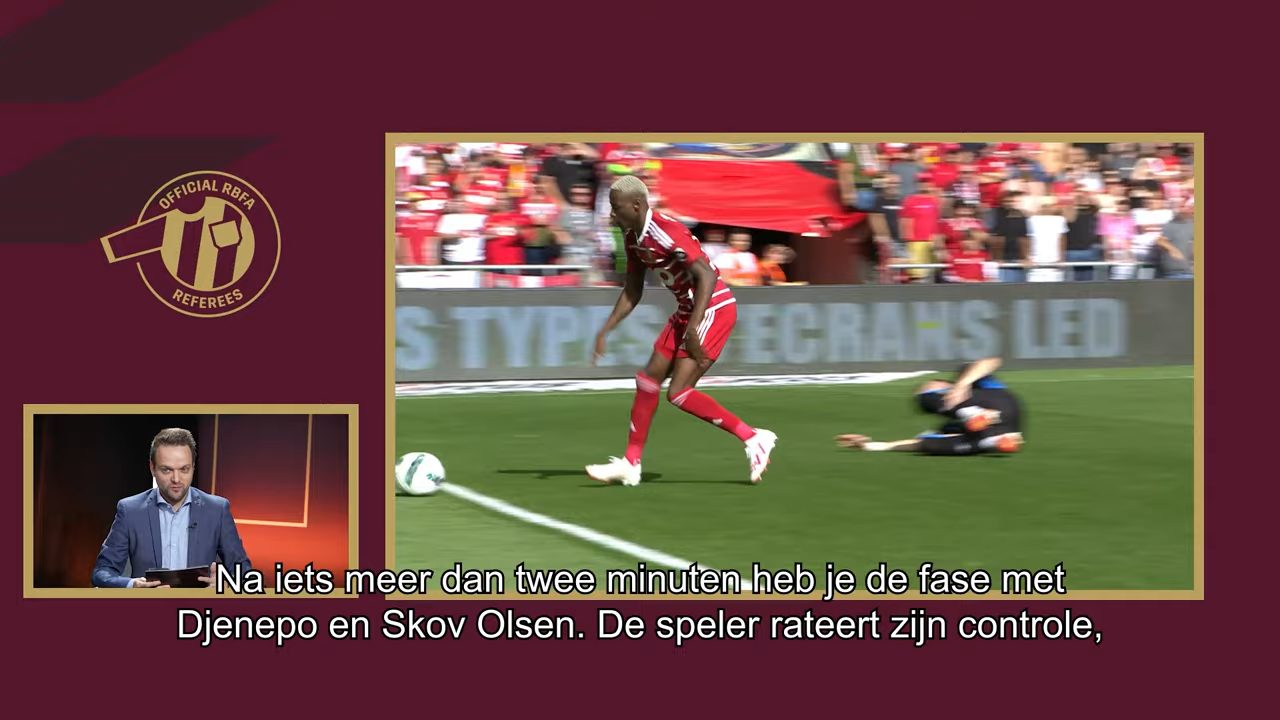 OFFICIAL RBFA
REFEREES
S TYPES D'ECRANS LED
Na iets meer dan twee minuten heb je de fase met
Djenepo en Skov Olsen. De speler rateert zijn controle,